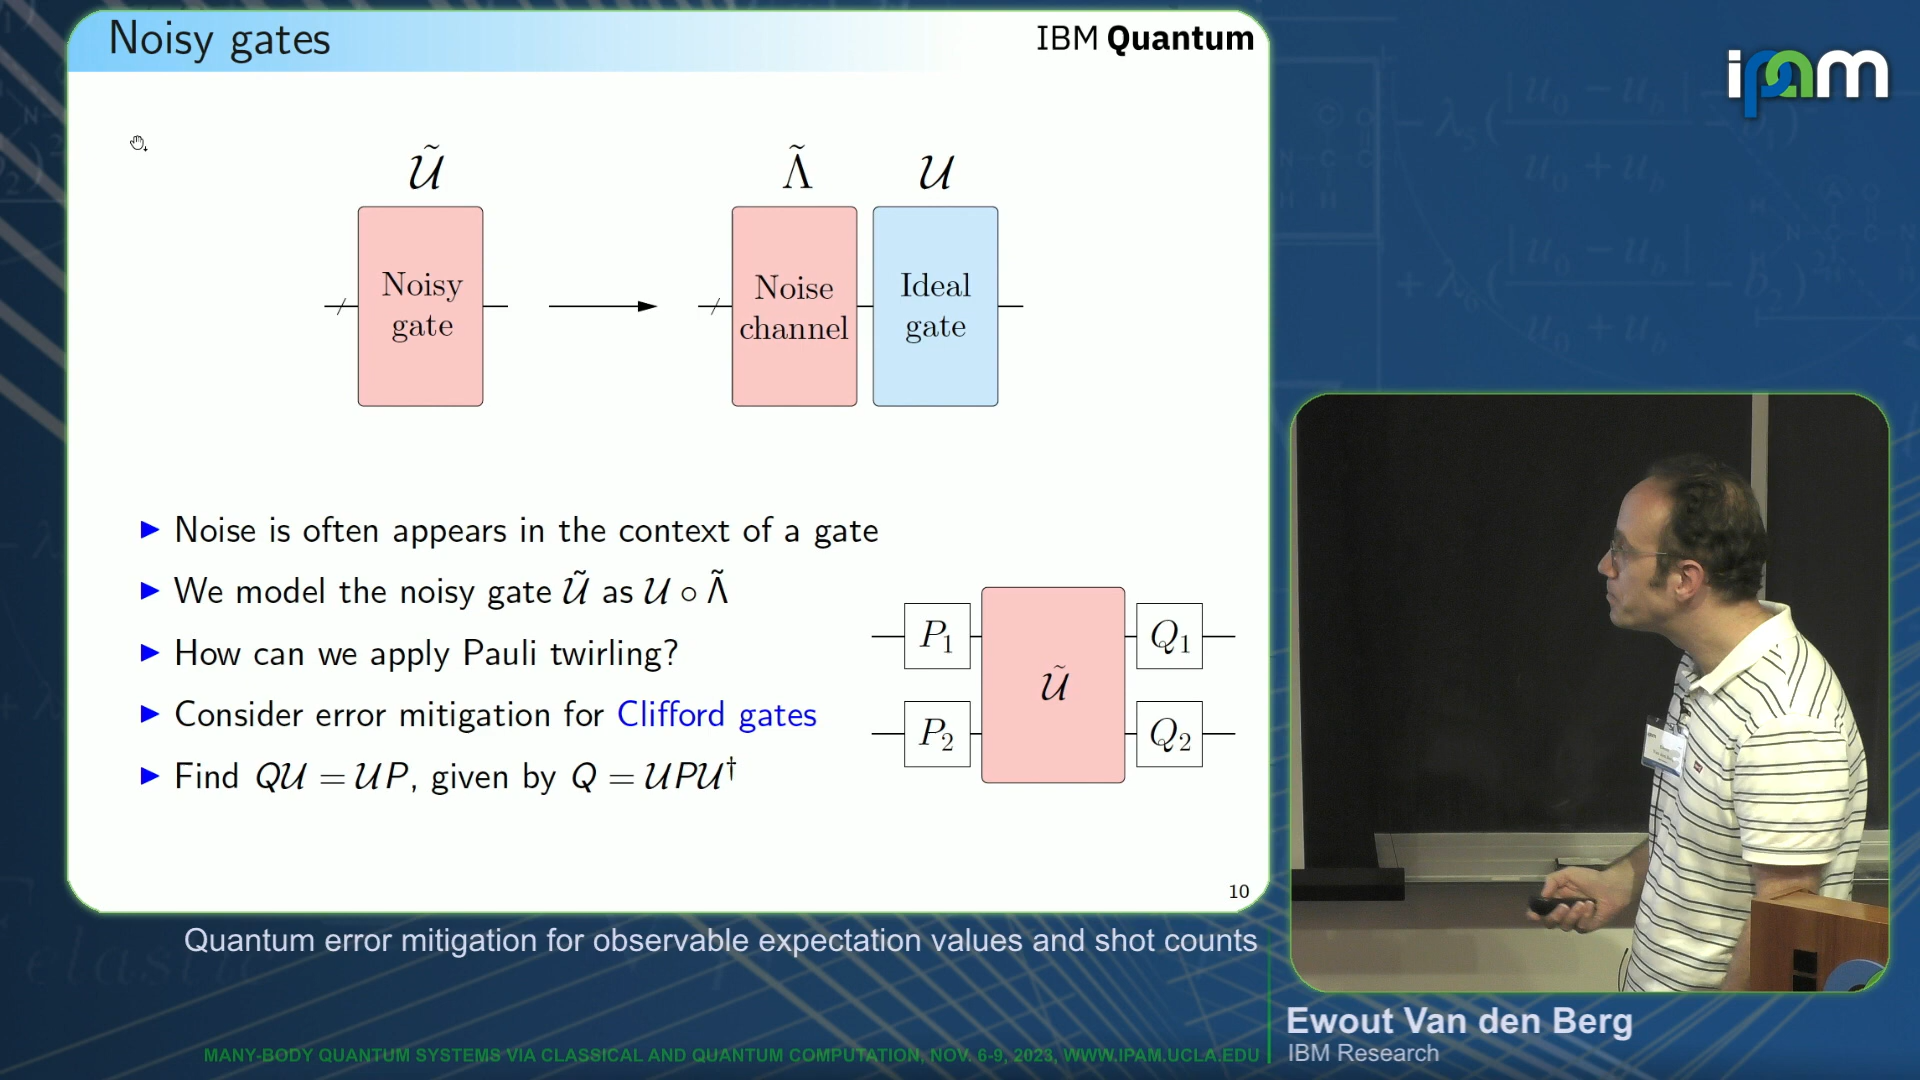 Noisy gates
IBM Quantum
ipam
𝒰̃
Λ̃
𝒰
Noisy
gate
Noise
channel
Ideal
gate
▶ Noise is often appears in the context of a gate
▶ We model the noisy gate 𝒰̃ as 𝒰 ∘ Λ̃
▶ How can we apply Pauli twirling?
▶ Consider error mitigation for Clifford gates
▶ Find Q𝒰 = 𝒰P, given by Q = 𝒰P𝒰†
P₁
Q₁
𝒰̃
P₂
Q₂
10
Quantum error mitigation for observable expectation values and shot counts
Ewout Van den Berg
IBM Research
MANY-BODY QUANTUM SYSTEMS VIA CLASSICAL AND QUANTUM COMPUTATION, NOV. 6-9, 2023, WWW.IPAM.UCLA.EDU